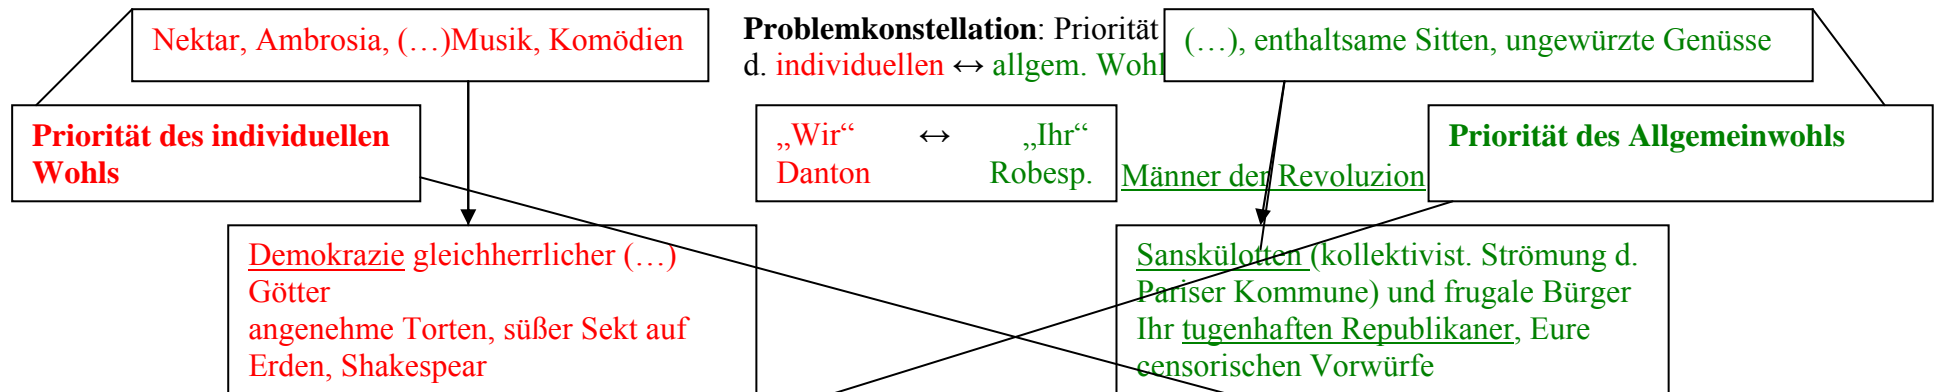 Nektar, Ambrosia, (…)Musik, Komödien
Problemkonstellation: Priorität
d. individuellen ↔ allgem. Wohl
(…), enthaltsame Sitten, ungewürzte Genüsse
Priorität des individuellen
Wohls
„Wir“ ↔ „Ihr“
Danton Robesp.
Männer der Revoluzion
Priorität des Allgemeinwohls
Demokrazie gleichherrlicher (…)
Götter
angenehme Torten, süßer Sekt auf
Erden, Shakespear
Sanskülotten (kollektivist. Strömung d.
Pariser Kommune) und frugale Bürger
Ihr tugenhaften Republikaner, Eure
censorischen Vorwürfe